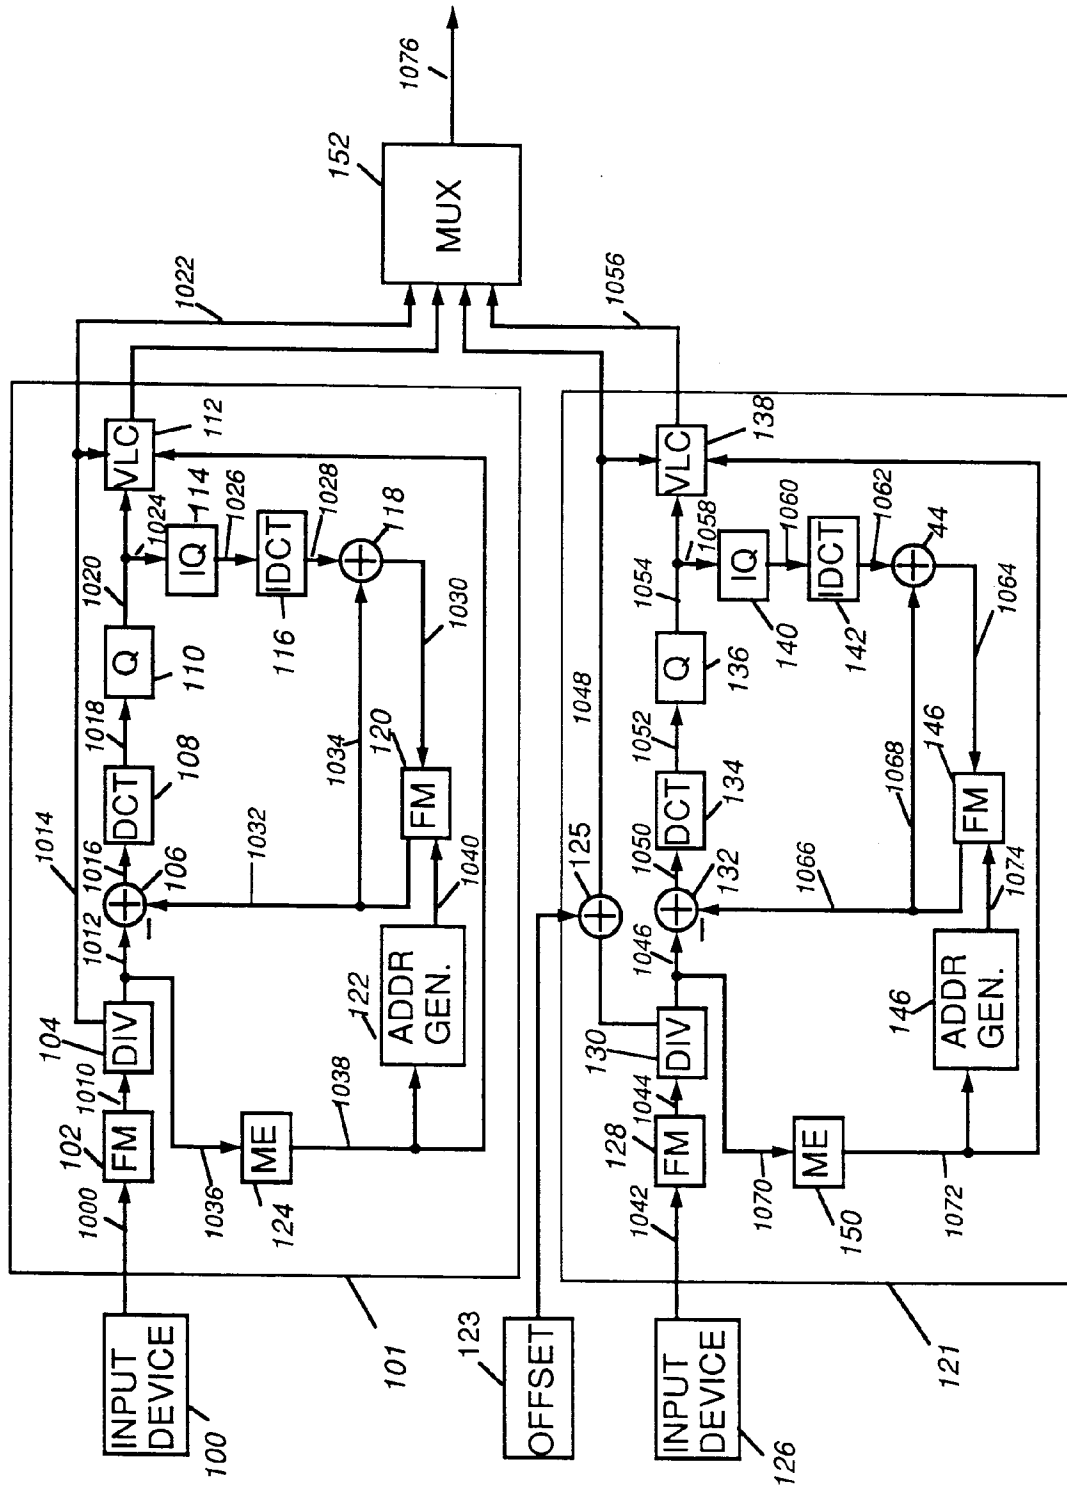 INPUT
DEVICE
100
1000
102
FM
1010
104
DIV
1012
1014
106
1016
DCT
108
1018
Q
110
1020
1024
VLC
112
IQ
114
1026
IDCT
116
1028
118
1030
1034
1032
120
FM
1040
122
ADDR
GEN.
1038
1036
ME
124
101
1022
152
MUX
1076
1056
OFFSET
123
125
1048
INPUT
DEVICE
126
1042
128
FM
1044
130
DIV
1046
132
1050
DCT
134
1052
Q
136
1054
1058
VLC
138
IQ
140
1060
IDCT
142
1062
44
1064
1068
1066
146
FM
1074
146
ADDR
GEN.
1070
ME
150
1072
121